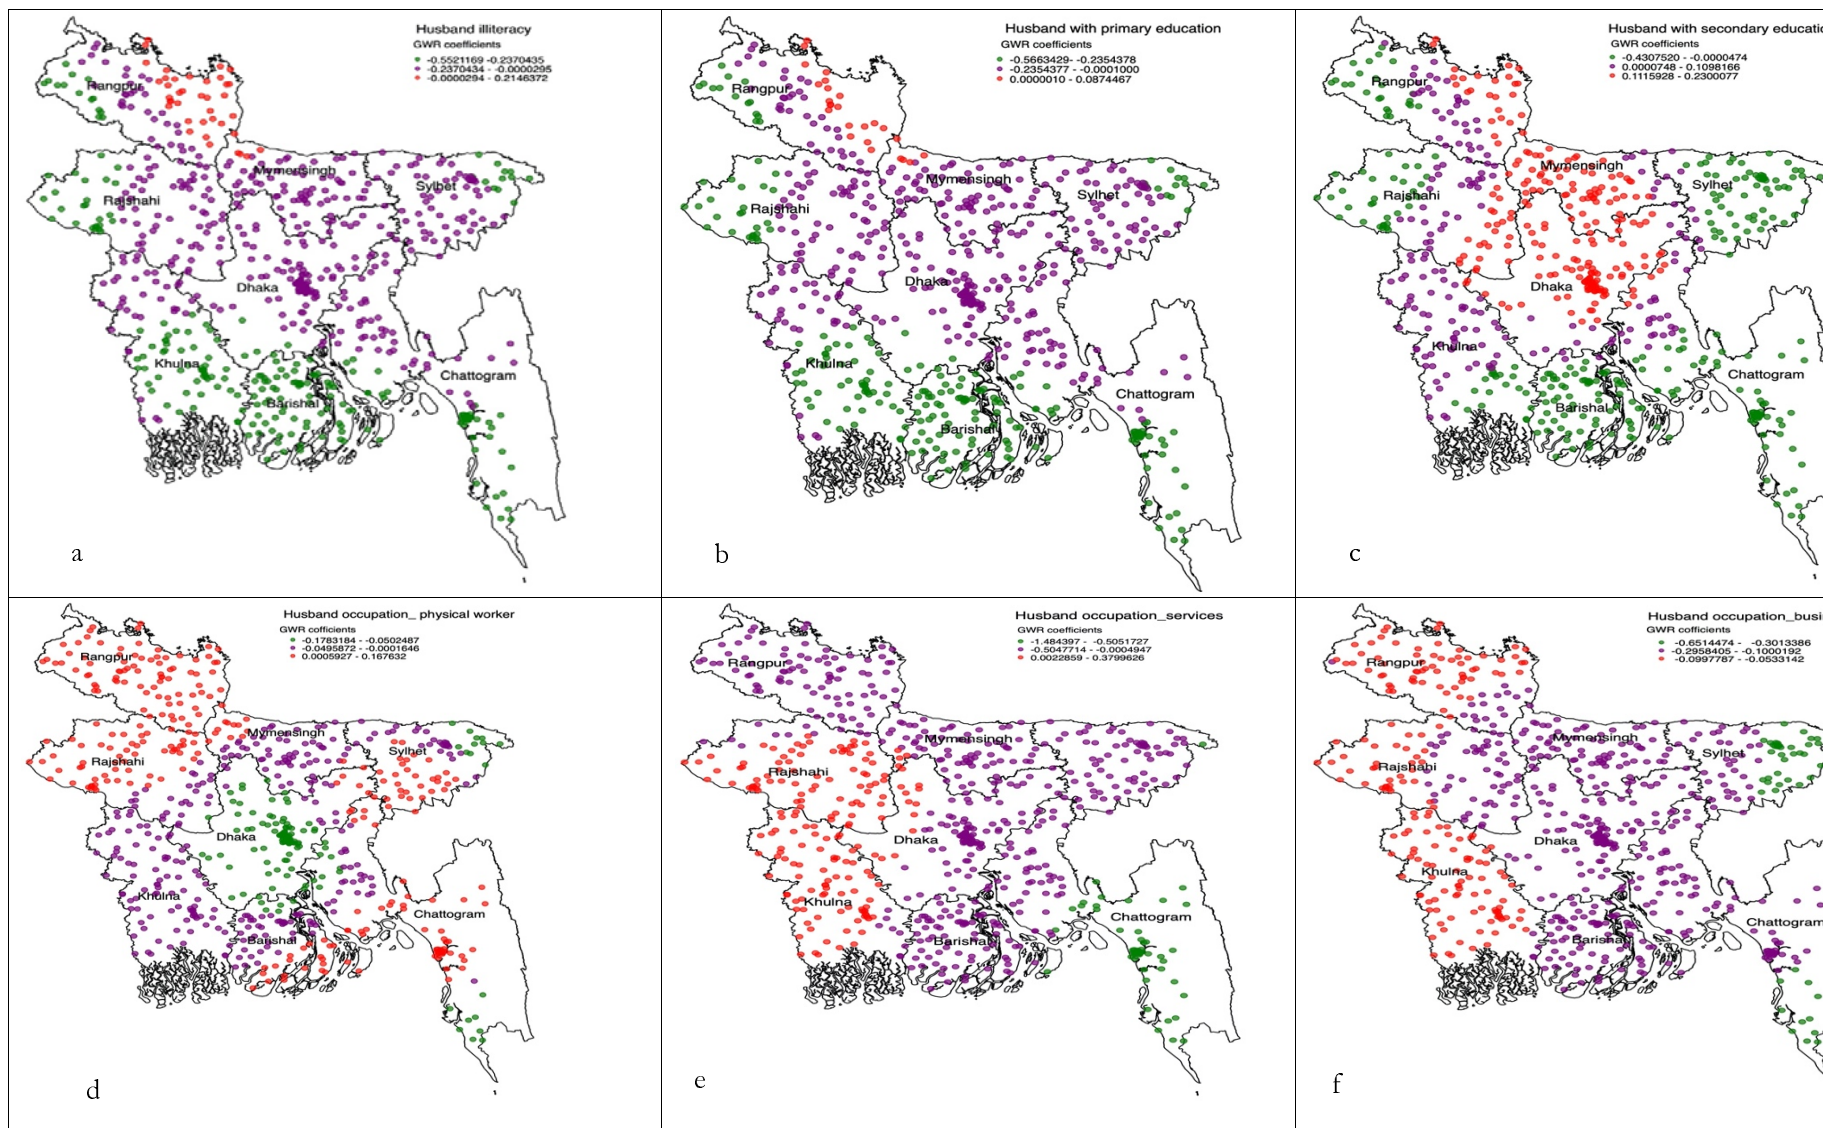 Husband illiteracy
GWR coefficients
-0.5521169 -0.2370435
-0.2370434 - -0.0000295
-0.0000294 - 0.2146372
Rangpur
Mymensingh
Sylhet
Rajshahi
Dhaka
Khulna
Chattogram
Barishal
a
Husband with primary education
GWR coefficients
-0.5663429- -0.2354378
-0.2354377 - -0.0001000
0.0000010 - 0.0874467
Rangpur
Mymensingh
Sylhet
Rajshahi
Dhaka
Khulna
Chattogram
Barishal
b
Husband with secondary educatio
GWR coefficients
-0.4307520 - -0.0000474
0.0000748 - 0.1098166
0.1115928 - 0.2300077
Rangpur
Mymensingh
Sylhet
Rajshahi
Dhaka
Khulna
Chattogram
Barishal
c
Husband occupation_ physical worker
GWR cofficients
-0.1783184 - -0.0502487
-0.0495872 - -0.0001646
0.0005927 - 0.167632
Rangpur
Mymensingh
Sylhet
Rajshahi
Dhaka
Khulna
Chattogram
Barishal
d
Husband occupation_services
GWR coefficients
-1.484397 - -0.5051727
-0.5047714 - -0.0004947
0.0022859 - 0.3799626
Rangpur
Mymensingh
Rajshahi
Dhaka
Khulna
Chattogram
Barishal
e
Husband occupation_busi
GWR cofficients
-0.6514474 - -0.3013386
-0.2958405 - -0.1000192
-0.0997787 - -0.0533142
Rangpur
Mymensingh
Sylhet
Rajshahi
Dhaka
Khulna
Chattogram
Barishal
f